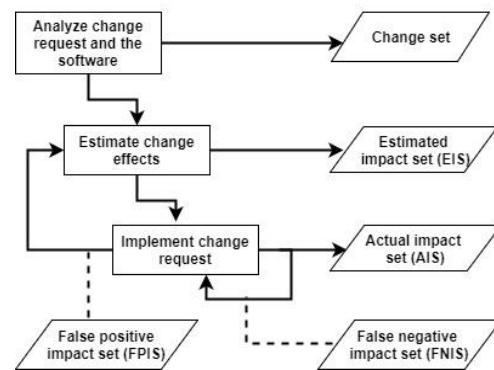 Analyze change
request and the
software
Change set
Estimate change
effects
Estimated
impact set (EIS)
Implement change
request
Actual impact
set (AIS)
False positive
impact set (FPIS)
False negative
impact set (FNIS)